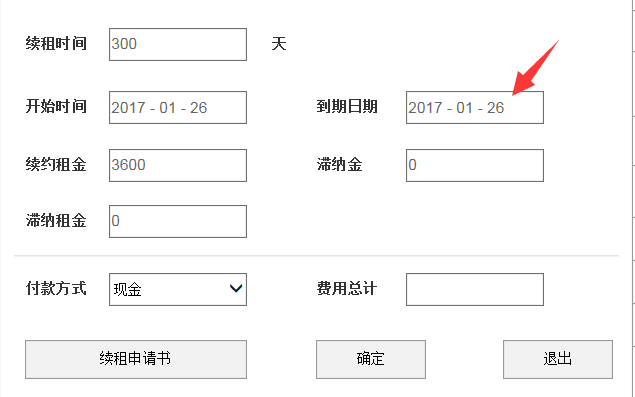 续租时间 300 天
开始时间 2017 - 01 - 26 到期日期 2017 - 01 - 26
续约租金 3600 滞纳金 0
滞纳租金 0
付款方式 现金 费用总计
续租申请书 确定 退出